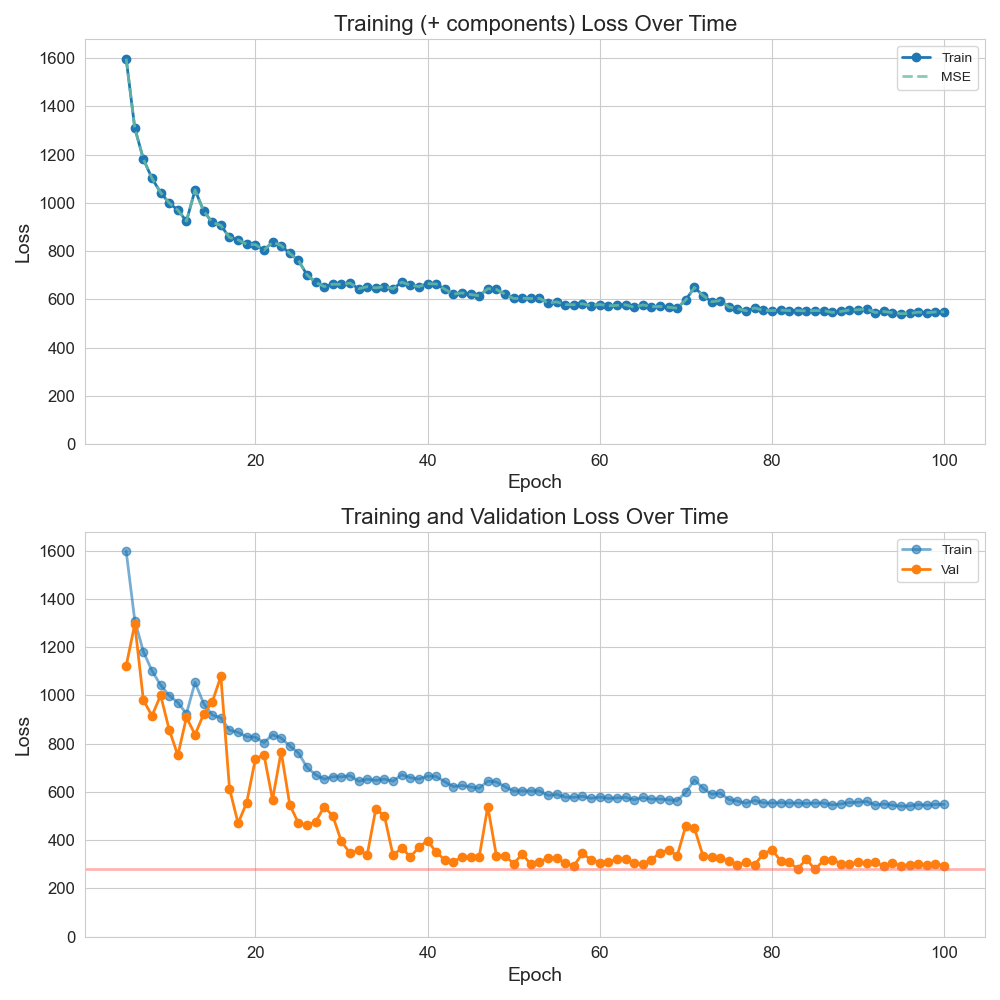 Training (+ components) Loss Over Time
Train
MSE
1600
1400
1200
1000
800
600
400
200
0
Loss
20
40
60
80
100
Epoch
Training and Validation Loss Over Time
Train
Val
1600
1400
1200
1000
800
600
400
200
0
Loss
20
40
60
80
100
Epoch